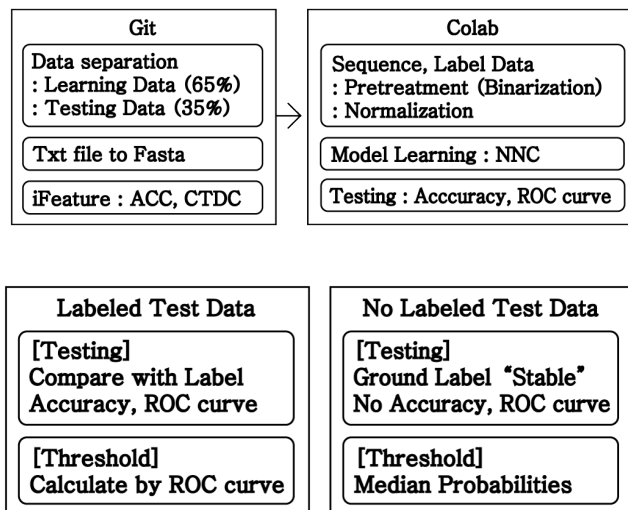 Git
Data separation
: Learning Data (65%)
: Testing Data (35%)
Txt file to Fasta
iFeature : ACC, CTDC
Colab
Sequence, Label Data
: Pretreatment (Binarization)
: Normalization
Model Learning : NNC
Testing : Acccuracy, ROC curve
Labeled Test Data
[Testing]
Compare with Label
Accuracy, ROC curve
[Threshold]
Calculate by ROC curve
No Labeled Test Data
[Testing]
Ground Label “Stable”
No Accuracy, ROC curve
[Threshold]
Median Probabilities